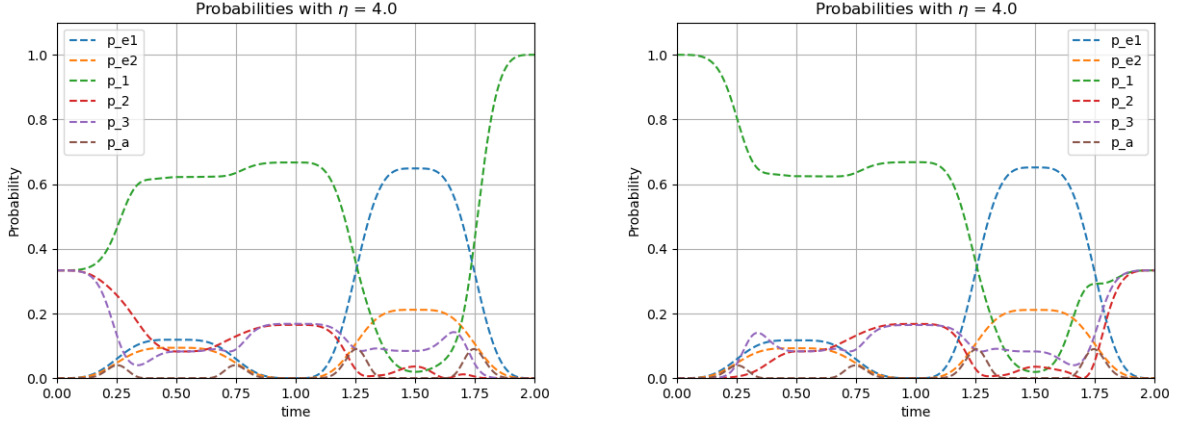 Probabilities with η = 4.0
Probability
1.0
0.8
0.6
0.4
0.2
0.0
p_e1
p_e2
p_1
p_2
p_3
p_a
0.00 0.25 0.50 0.75 1.00 1.25 1.50 1.75 2.00
time
Probabilities with η = 4.0
Probability
1.0
0.8
0.6
0.4
0.2
0.0
p_e1
p_e2
p_1
p_2
p_3
p_a
0.00 0.25 0.50 0.75 1.00 1.25 1.50 1.75 2.00
time